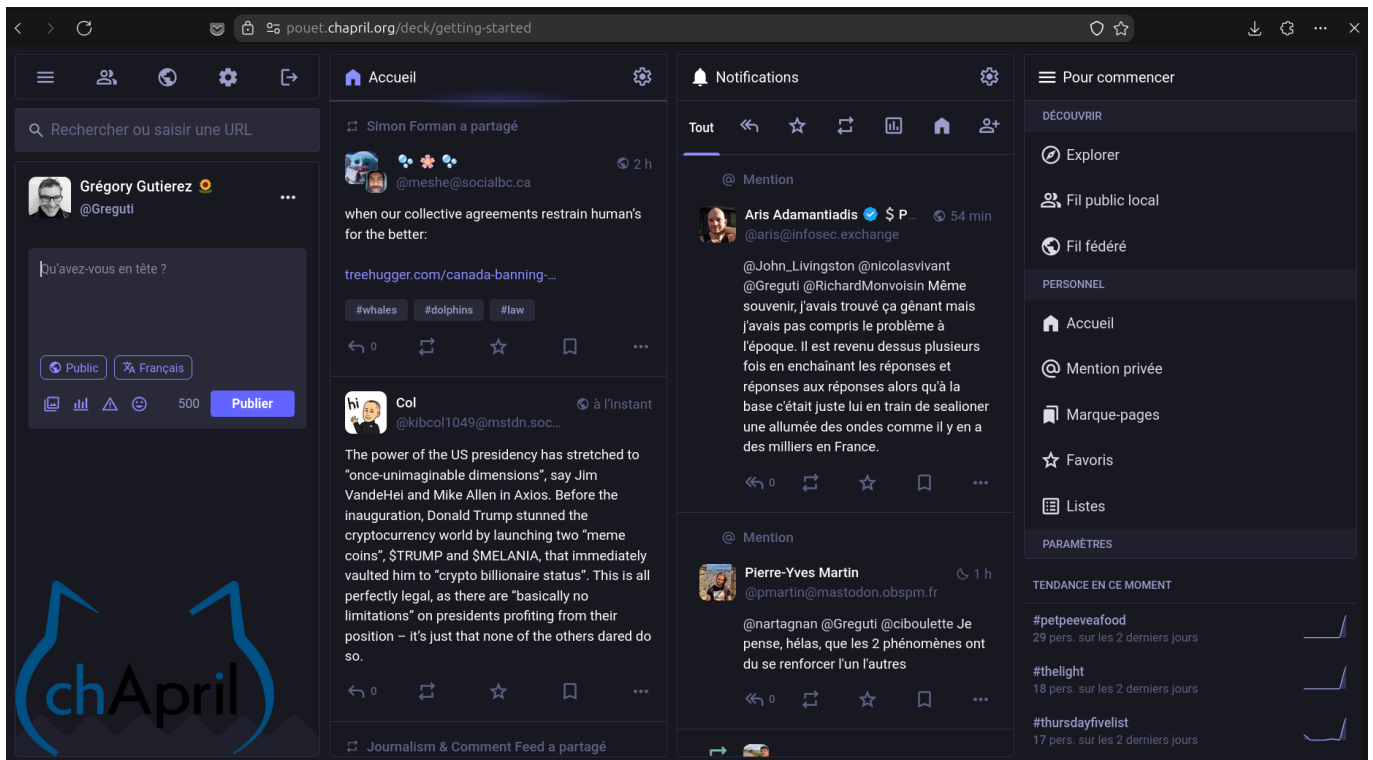 pouet.chapril.org/deck/getting-started
Rechercher ou saisir une URL
Grégory Gutierez
@Greguti
Qu’avez-vous en tête ?
Public
Français
500
Publier
chApril
Accueil
Simon Forman a partagé
2 h
@meshe@socialbc.ca
when our collective agreements restrain human’s
for the better:
treehugger.com/canada-banning-…
#whales #dolphins #law
0
hi
Col
à l’instant
@kibcol1049@mstdn.soc…
The power of the US presidency has stretched to
“once-unimaginable dimensions”, say Jim
VandeHei and Mike Allen in Axios. Before the
inauguration, Donald Trump stunned the
cryptocurrency world by launching two “meme
coins”, $TRUMP and $MELANIA, that immediately
vaulted him to “crypto billionaire status”. This is all
perfectly legal, as there are “basically no
limitations” on presidents profiting from their
position – it’s just that none of the others dared do
so.
0
Journalism & Comment Feed a partagé
Notifications
Tout
@ Mention
Aris Adamantiadis $ P…
54 min
@aris@infosec.exchange
@John_Livingston @nicolasvivant
@Greguti @RichardMonvoisin Même
souvenir, j'avais trouvé ça gênant mais
j'avais pas compris le problème à
l'époque. Il est revenu dessus plusieurs
fois en enchaînant les réponses et
réponses aux réponses alors qu'à la
base c'était juste lui en train de sealioner
une allumée des ondes comme il y en a
des milliers en France.
0
@ Mention
Pierre-Yves Martin
1 h
@pmartin@mastodon.obspm.fr
@nartagnan @Greguti @ciboulette Je
pense, hélas, que les 2 phénomènes ont
du se renforcer l'un l'autres
0
Pour commencer
DÉCOUVRIR
Explorer
Fil public local
Fil fédéré
PERSONNEL
Accueil
Mention privée
Marque-pages
Favoris
Listes
PARAMÈTRES
TENDANCE EN CE MOMENT
#petpeeveafood
29 pers. sur les 2 derniers jours
#thelight
18 pers. sur les 2 derniers jours
#thursdayfivelist
17 pers. sur les 2 derniers jours